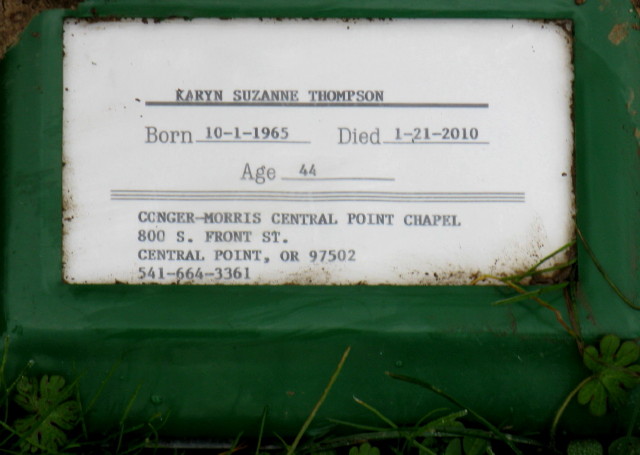 KARYN SUZANNE THOMPSON
Born 10-1-1965 Died 1-21-2010
Age 44
CONGER-MORRIS CENTRAL POINT CHAPEL
800 S. FRONT ST.
CENTRAL POINT, OR 97502
541-664-3361